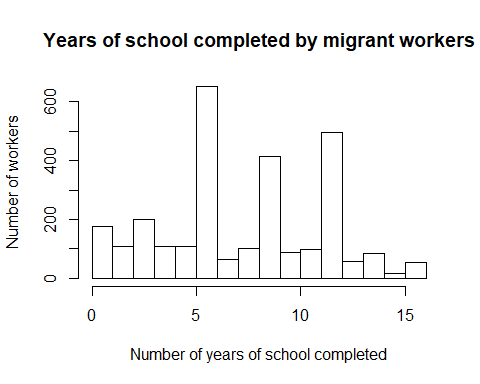 Years of school completed by migrant workers
Number of workers
600
400
200
0
0 5 10 15
Number of years of school completed